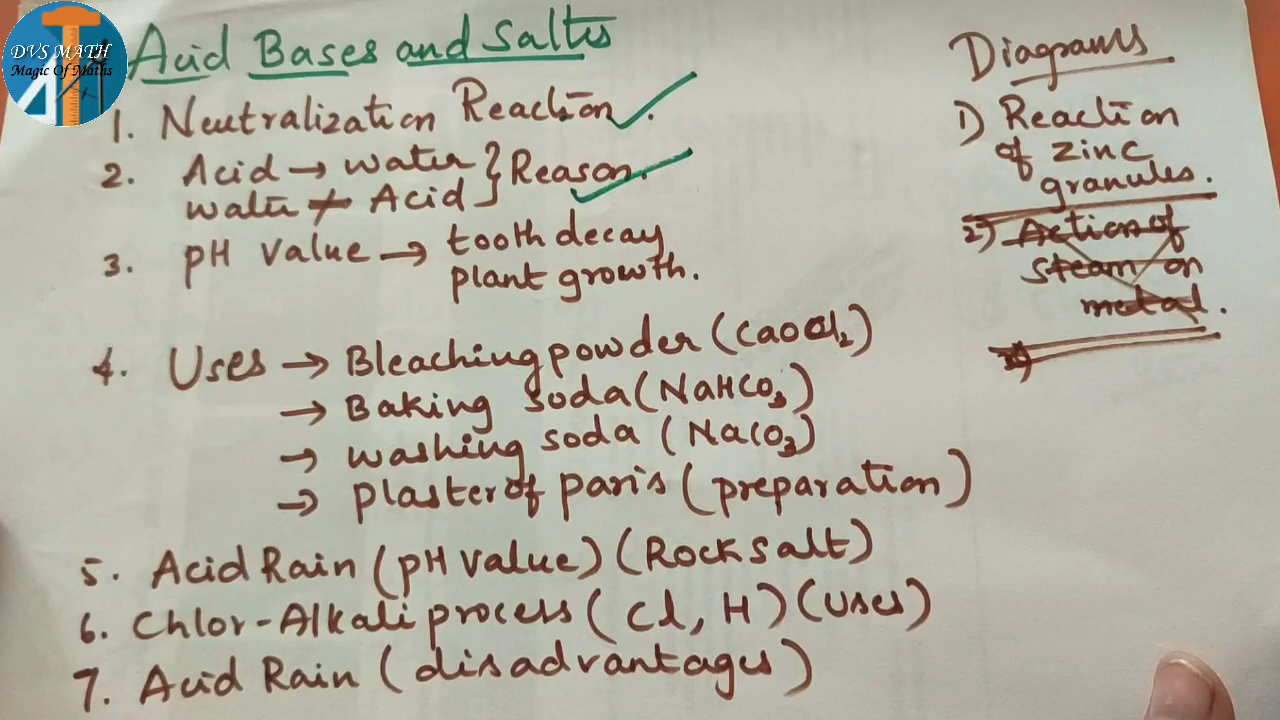 DVS MATH
Magic Of Maths
Acid Bases and Salts
1. Neutralization Reaction.
2. Acid → water } Reason.
water ↛ Acid
3. pH value → tooth decay
plant growth.
4. Uses → Bleaching powder (CaOCl₂)
→ Baking soda (NaHCO₃)
→ washing soda (NaCO₃)
→ plaster of paris (preparation)
5. Acid Rain (pH value) (Rock salt)
6. Chlor-Alkali process (Cl, H) (uses)
7. Acid Rain (disadvantages)
Diagrams
1) Reaction
of zinc
granules.
2) Action of
steam on
metal.
3)